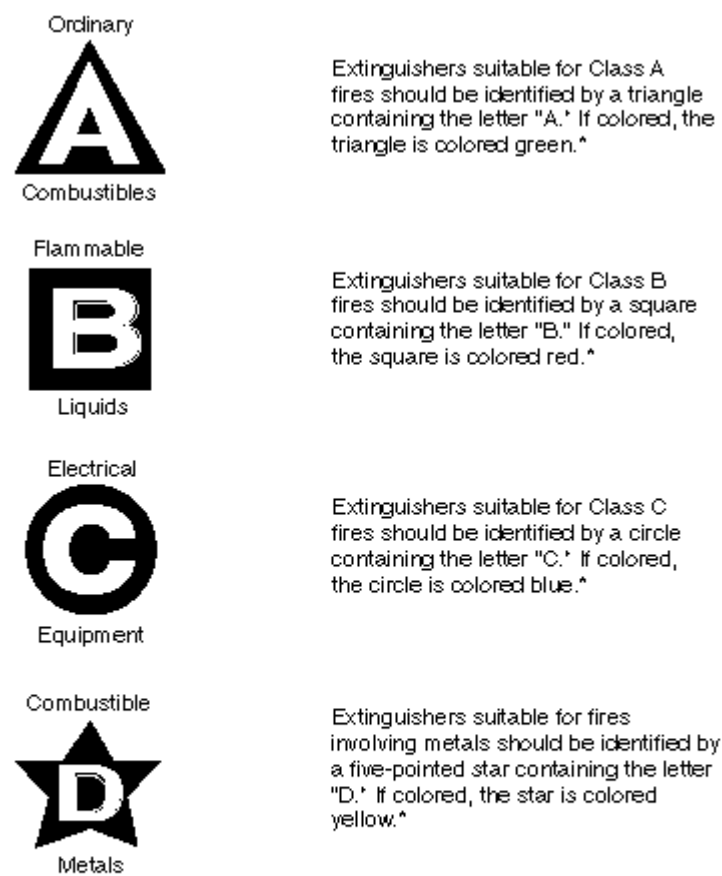 Ordinary
A
Combustibles
Extinguishers suitable for Class A
fires should be identified by a triangle
containing the letter "A." If colored, the
triangle is colored green.*
Flammable
B
Liquids
Extinguishers suitable for Class B
fires should be identified by a square
containing the letter "B." If colored,
the square is colored red.*
Electrical
C
Equipment
Extinguishers suitable for Class C
fires should be identified by a circle
containing the letter "C." If colored,
the circle is colored blue.*
Combustible
D
Metals
Extinguishers suitable for fires
involving metals should be identified by
a five-pointed star containing the letter
"D." If colored, the star is colored
yellow.*